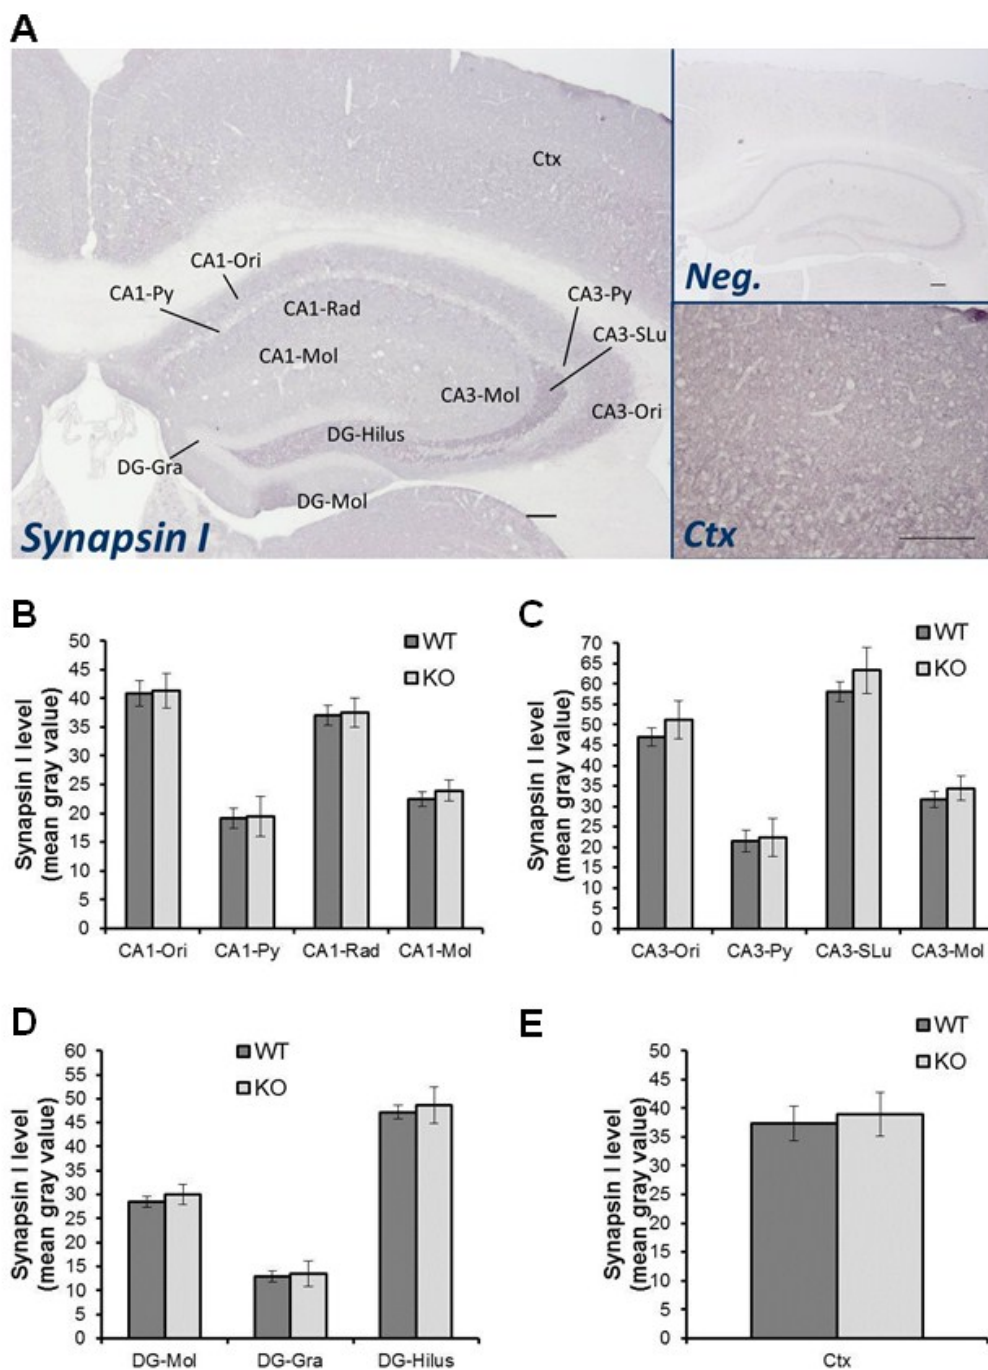 A
Ctx
CA1-Ori
CA1-Py
CA1-Rad
CA3-Py
CA3-SLu
CA1-Mol
CA3-Mol
CA3-Ori
DG-Hilus
DG-Gra
DG-Mol
Synapsin I
Neg.
Ctx
B
WT
KO
Synapsin I level
(mean gray value)
50
45
40
35
30
25
20
15
10
5
0
CA1-Ori CA1-Py CA1-Rad CA1-Mol
C
WT
KO
Synapsin I level
(mean gray value)
70
65
60
55
50
45
40
35
30
25
20
15
10
5
0
CA3-Ori CA3-Py CA3-SLu CA3-Mol
D
WT
KO
Synapsin I level
(mean gray value)
60
55
50
45
40
35
30
25
20
15
10
5
0
DG-Mol DG-Gra DG-Hilus
E
WT
KO
Synapsin I level
(mean gray value)
50
45
40
35
30
25
20
15
10
5
0
Ctx